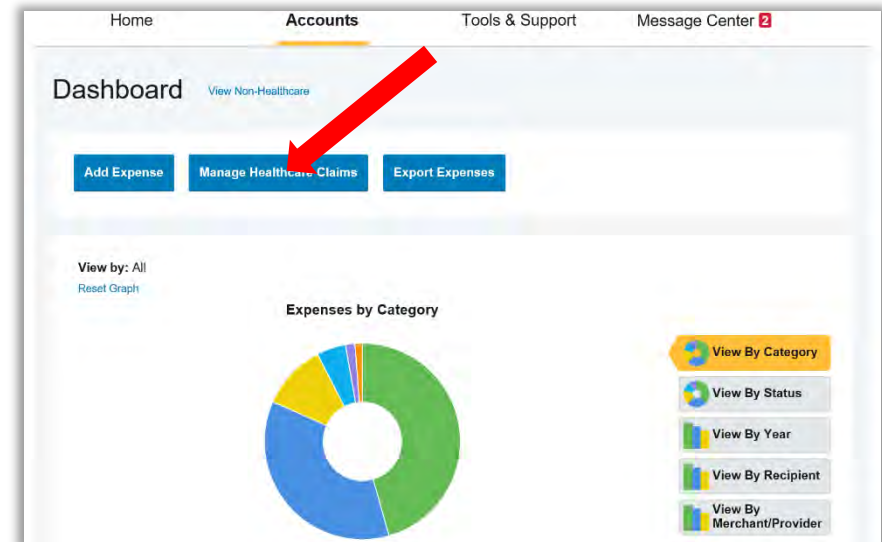 Home Accounts Tools & Support Message Center 2
Dashboard View Non-Healthcare
Add Expense Manage Healthcare Claims Export Expenses
View by: All
Reset Graph
Expenses by Category
View By Category
View By Status
View By Year
View By Recipient
View By
Merchant/Provider